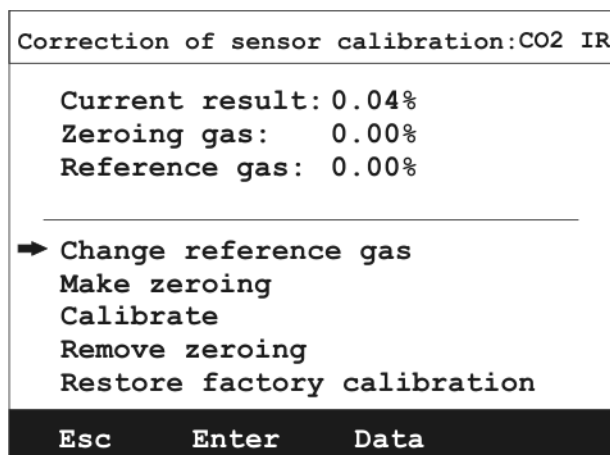 Correction of sensor calibration:CO2 IR
Current result: 0.04%
Zeroing gas: 0.00%
Reference gas: 0.00%
Change reference gas
Make zeroing
Calibrate
Remove zeroing
Restore factory calibration
Esc Enter Data